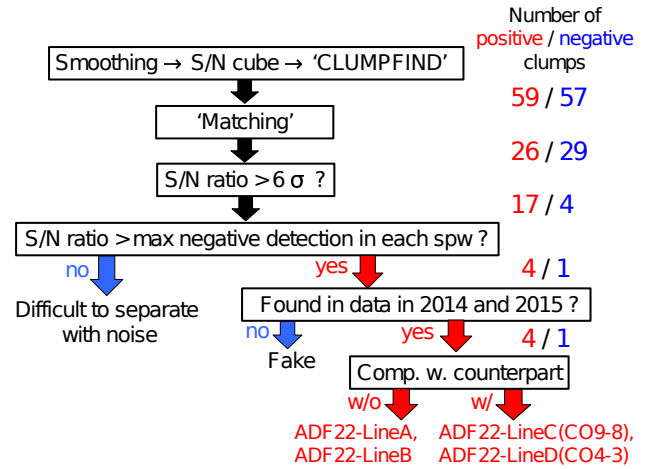 Number of
positive / negative
clumps
Smoothing → S/N cube → ‘CLUMPFIND’
59 / 57
‘Matching’
26 / 29
S/N ratio > 6 σ ?
17 / 4
S/N ratio > max negative detection in each spw ?
no
yes
4 / 1
Difficult to separate
with noise
Found in data in 2014 and 2015 ?
no
yes
4 / 1
Fake
Comp. w. counterpart
w/o
w/
ADF22-LineA,
ADF22-LineB
ADF22-LineC(CO9-8),
ADF22-LineD(CO4-3)